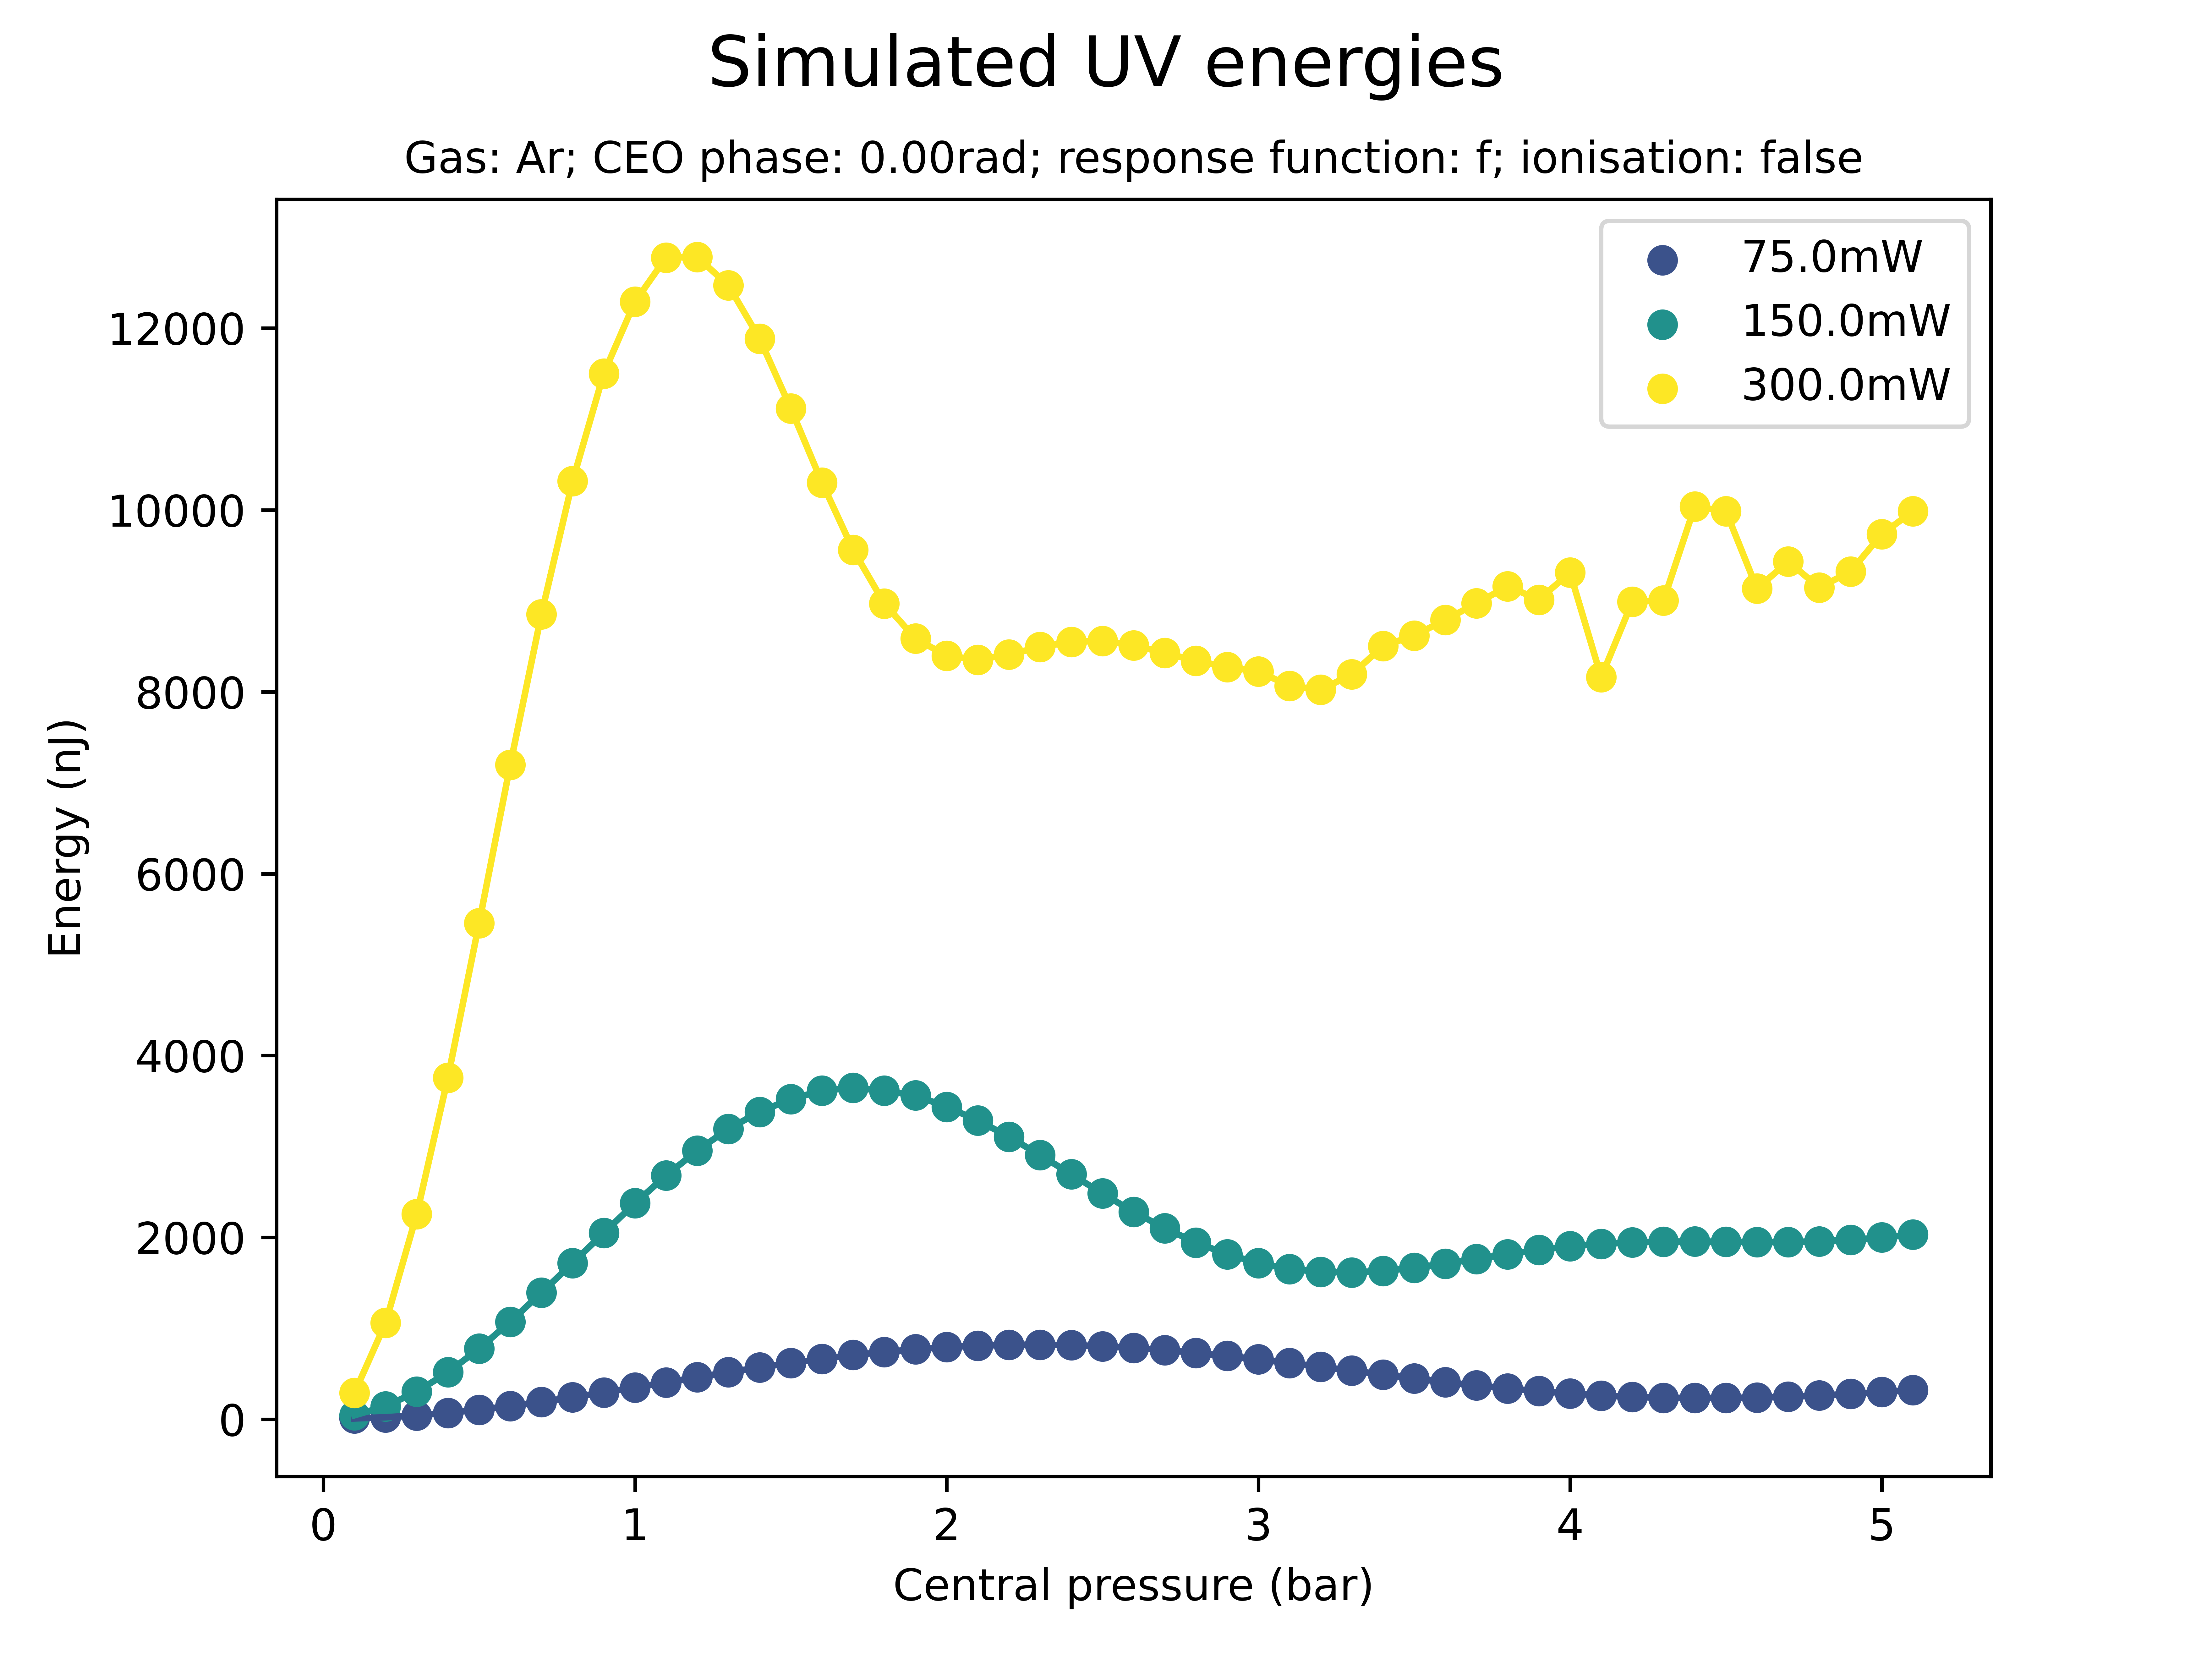 Simulated UV energies
Gas: Ar; CEO phase: 0.00rad; response function: f; ionisation: false
75.0mW
150.0mW
300.0mW
12000
10000
8000
6000
4000
2000
0
Energy (nJ)
0 1 2 3 4 5
Central pressure (bar)